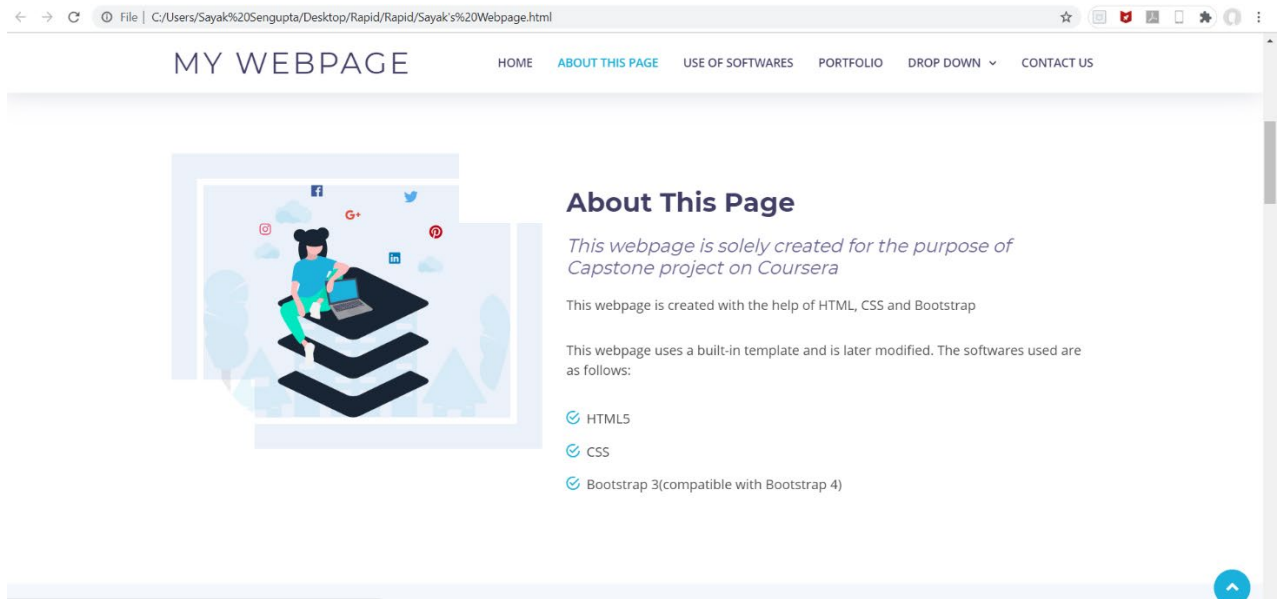 File | C:/Users/Sayak%20Sengupta/Desktop/Rapid/Rapid/Sayak's%20Webpage.html
MY WEBPAGE HOME ABOUT THIS PAGE USE OF SOFTWARES PORTFOLIO DROP DOWN CONTACT US
About This Page
This webpage is solely created for the purpose of
Capstone project on Coursera
This webpage is created with the help of HTML, CSS and Bootstrap
This webpage uses a built-in template and is later modified. The softwares used are
as follows:
HTML5
CSS
Bootstrap 3(compatible with Bootstrap 4)